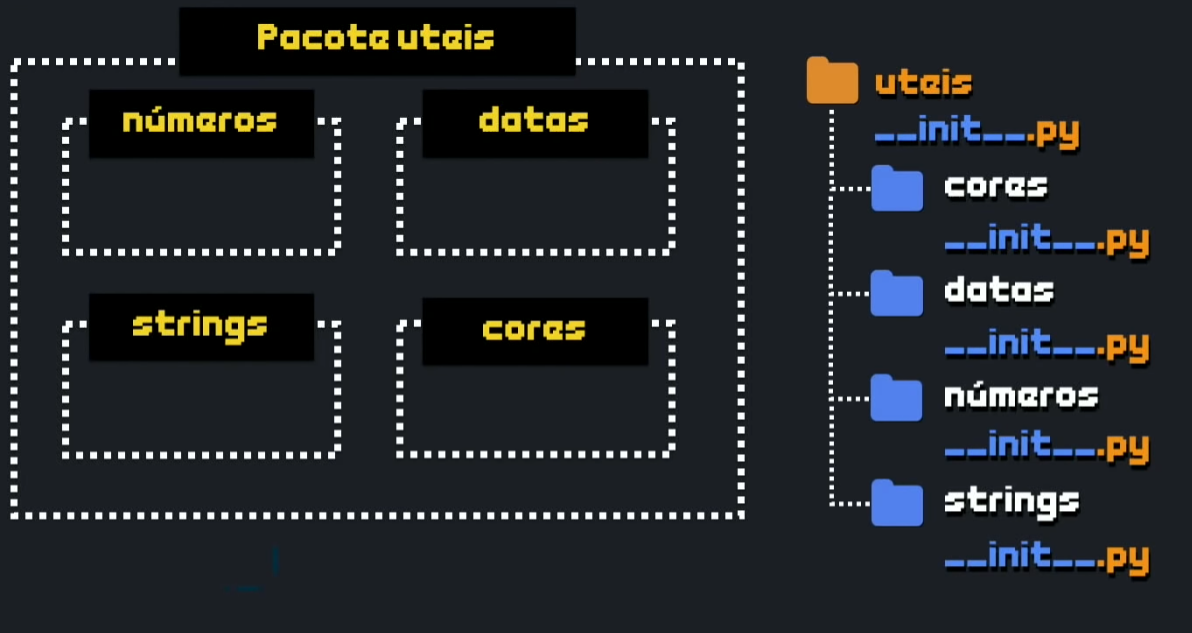 Pacote uteis
números
datas
strings
cores
uteis
__init__.py
cores
__init__.py
datas
__init__.py
números
__init__.py
strings
__init__.py